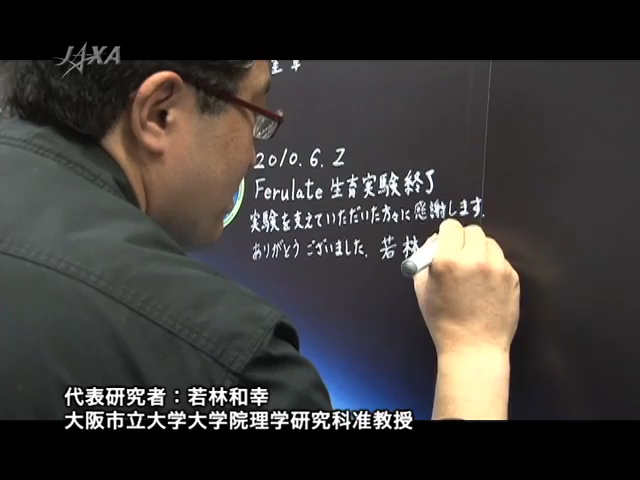 JAXA
2010.6.2
Ferulate 生育実験終了
実験を支えていただいた方々に感謝します.
ありがとうございました. 若林
代表研究者：若林和幸
大阪市立大学大学院理学研究科准教授